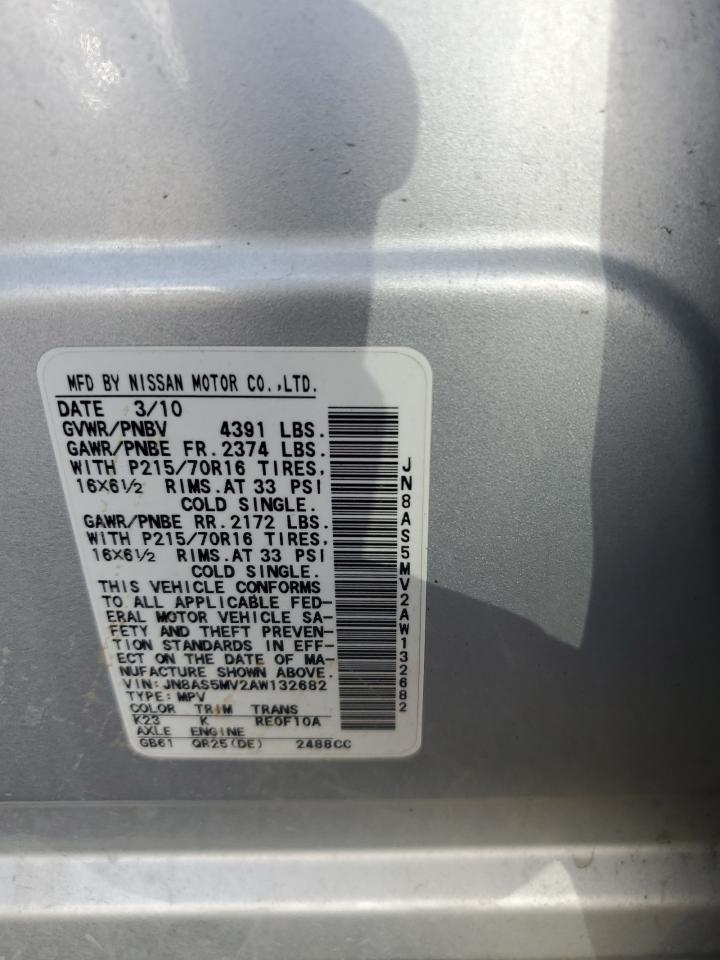 MFD BY NISSAN MOTOR CO.,LTD.
DATE 3/10
GVWR/PNBV 4391 LBS.
GAWR/PNBE FR. 2374 LBS.
WITH P215/70R16 TIRES,
16X6½ RIMS.AT 33 PSI
COLD SINGLE.
GAWR/PNBE RR. 2172 LBS.
WITH P215/70R16 TIRES,
16X6½ RIMS.AT 33 PSI
COLD SINGLE.
THIS VEHICLE CONFORMS
TO ALL APPLICABLE FED-
ERAL MOTOR VEHICLE SA-
FETY AND THEFT PREVEN-
TION STANDARDS IN EFF-
ECT ON THE DATE OF MA-
NUFACTURE SHOWN ABOVE.
VIN: JN8AS5MV2AW132682
TYPE: MPV
COLOR TRIM TRANS
K23 K RE0F10A
AXLE ENGINE
GB61 QR25(DE) 2488CC
JN8AS5MV2AW132682